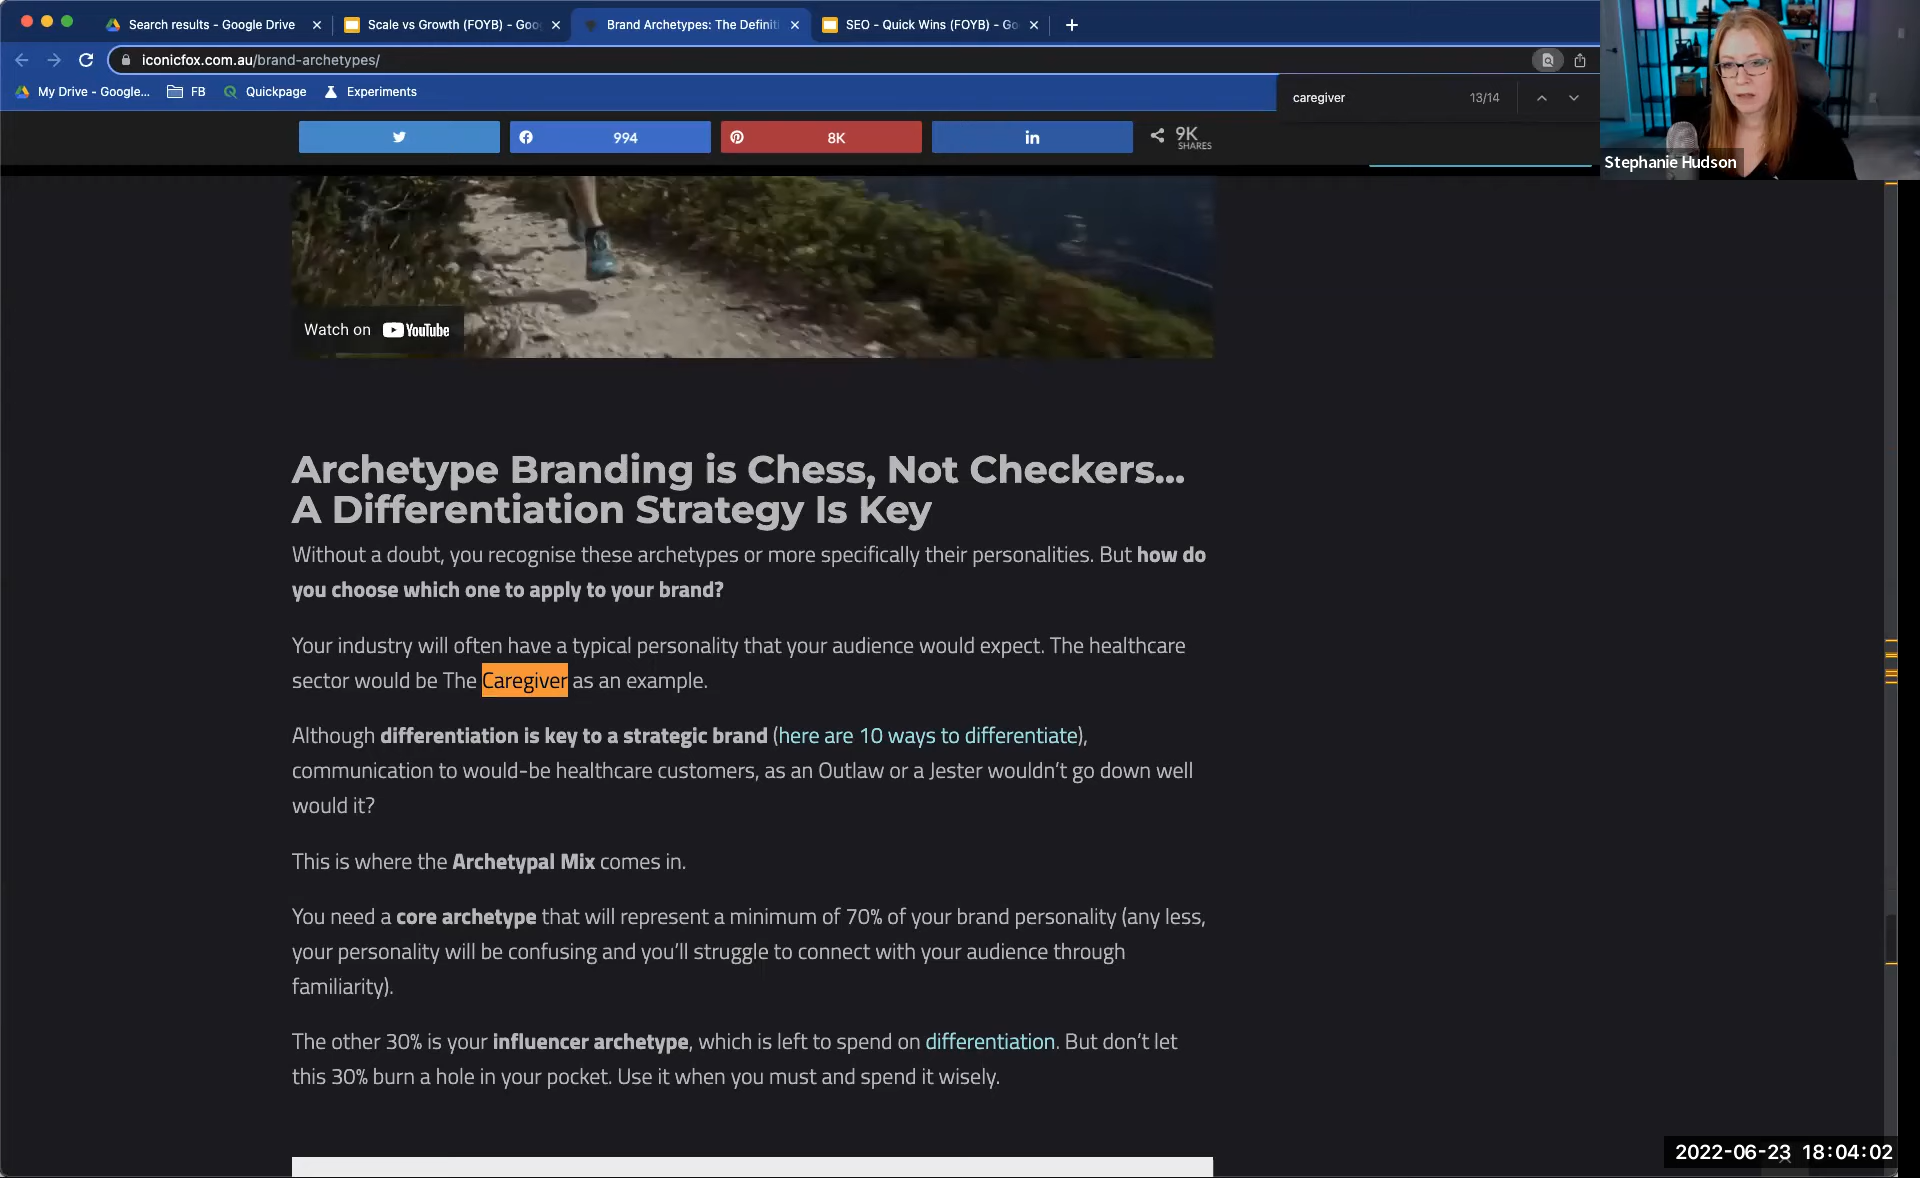 Search results - Google Drive
Scale vs Growth (FOYB) - Goo
Brand Archetypes: The Definiti
SEO - Quick Wins (FOYB) - Go
iconicfox.com.au/brand-archetypes/
My Drive - Google...
FB
Quickpage
Experiments
caregiver
13/14
994
8K
in
9K
SHARES
Stephanie Hudson
Watch on YouTube
Archetype Branding is Chess, Not Checkers...
A Differentiation Strategy Is Key
Without a doubt, you recognise these archetypes or more specifically their personalities. But how do
you choose which one to apply to your brand?
Your industry will often have a typical personality that your audience would expect. The healthcare
sector would be The Caregiver as an example.
Although differentiation is key to a strategic brand (here are 10 ways to differentiate),
communication to would-be healthcare customers, as an Outlaw or a Jester wouldn't go down well
would it?
This is where the Archetypal Mix comes in.
You need a core archetype that will represent a minimum of 70% of your brand personality (any less,
your personality will be confusing and you'll struggle to connect with your audience through
familiarity).
The other 30% is your influencer archetype, which is left to spend on differentiation. But don't let
this 30% burn a hole in your pocket. Use it when you must and spend it wisely.
2022-06-23 18:04:02